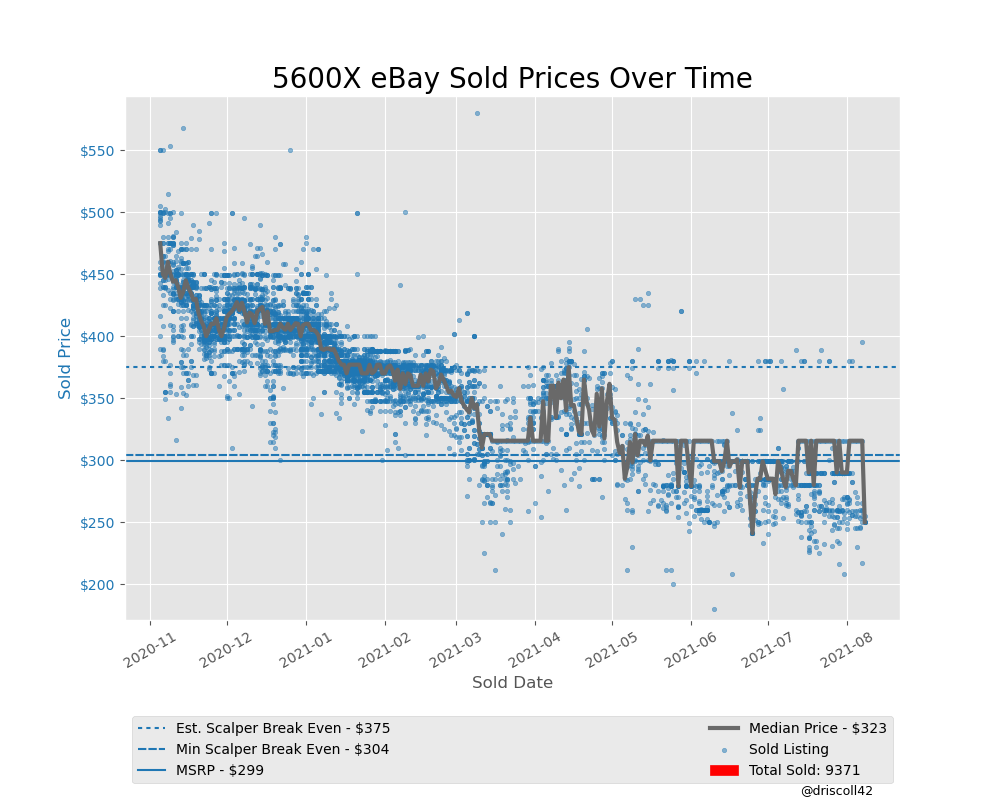 5600X eBay Sold Prices Over Time
$550
$500
$450
$400
$350
$300
$250
$200
Sold Price
2020-11
2020-12
2021-01
2021-02
2021-03
2021-04
2021-05
2021-06
2021-07
2021-08
Sold Date
Est. Scalper Break Even - $375
Min Scalper Break Even - $304
MSRP - $299
Median Price - $323
Sold Listing
Total Sold: 9371
@driscoll42